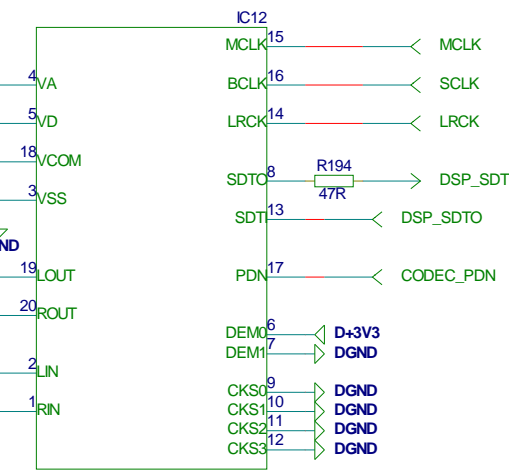 IC12
MCLK 15 MCLK
4 VA BCLK 16 SCLK
5 VD LRCK 14 LRCK
18 VCOM
R194
SDTO 8 DSP_SDT
47R
3 VSS
SDTI 13 DSP_SDTO
ND
19 LOUT PDN 17 CODEC_PDN
20 ROUT
DEM0 6 D+3V3
DEM1 7 DGND
2 LIN
CKS0 9 DGND
1 RIN CKS1 10 DGND
CKS2 11 DGND
CKS3 12 DGND